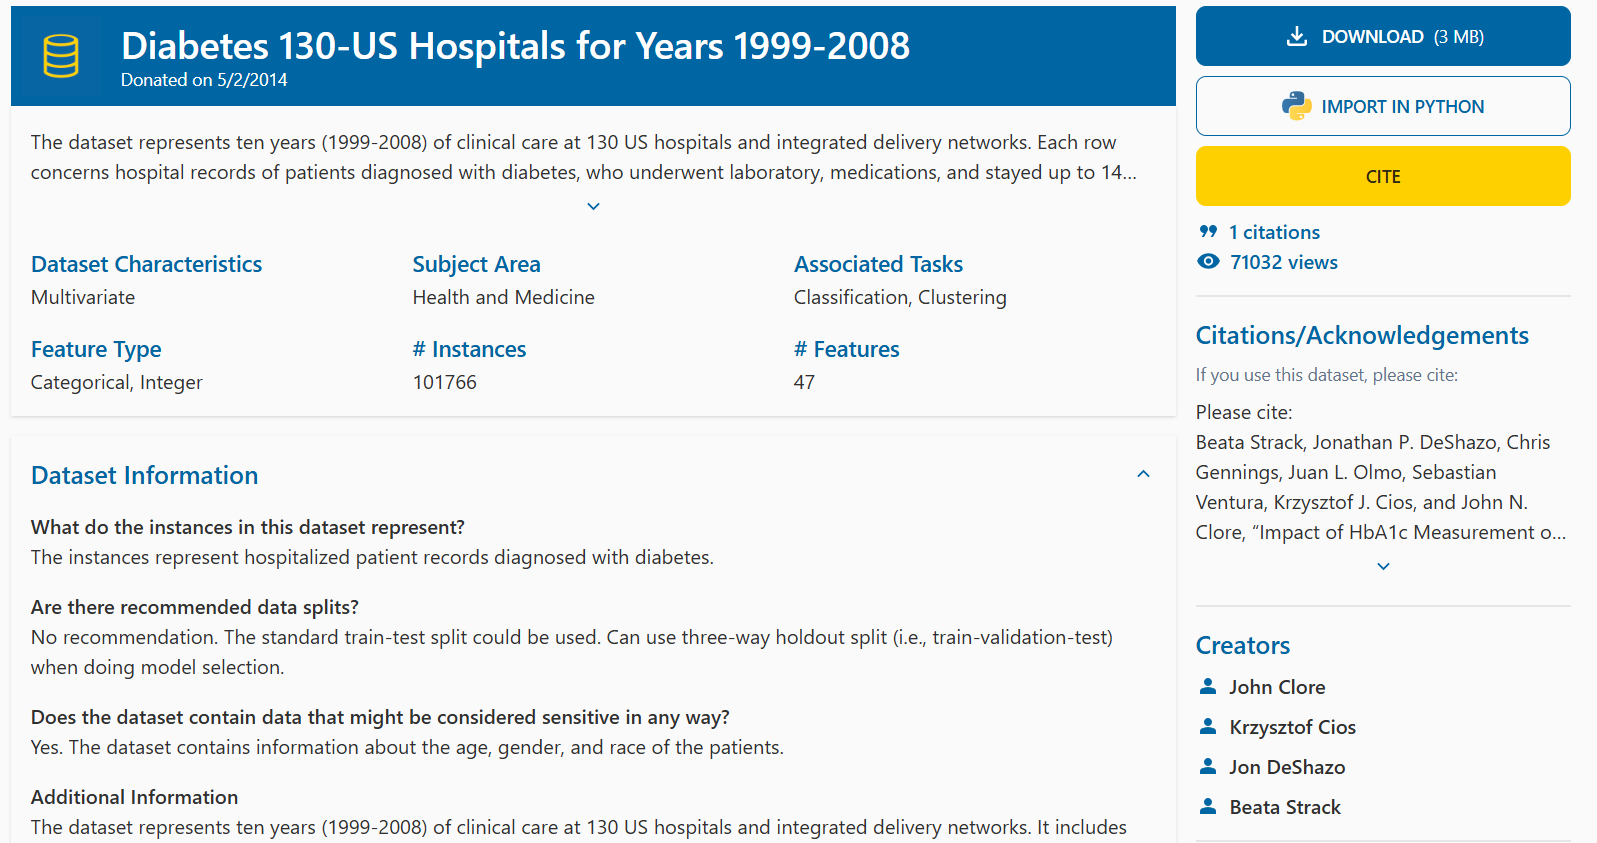 Diabetes 130-US Hospitals for Years 1999-2008
Donated on 5/2/2014
The dataset represents ten years (1999-2008) of clinical care at 130 US hospitals and integrated delivery networks. Each row
concerns hospital records of patients diagnosed with diabetes, who underwent laboratory, medications, and stayed up to 14...
Dataset Characteristics
Multivariate
Subject Area
Health and Medicine
Associated Tasks
Classification, Clustering
Feature Type
Categorical, Integer
# Instances
101766
# Features
47
Dataset Information
What do the instances in this dataset represent?
The instances represent hospitalized patient records diagnosed with diabetes.
Are there recommended data splits?
No recommendation. The standard train-test split could be used. Can use three-way holdout split (i.e., train-validation-test)
when doing model selection.
Does the dataset contain data that might be considered sensitive in any way?
Yes. The dataset contains information about the age, gender, and race of the patients.
Additional Information
The dataset represents ten years (1999-2008) of clinical care at 130 US hospitals and integrated delivery networks. It includes
DOWNLOAD (3 MB)
IMPORT IN PYTHON
CITE
1 citations
71032 views
Citations/Acknowledgements
If you use this dataset, please cite:
Please cite:
Beata Strack, Jonathan P. DeShazo, Chris
Gennings, Juan L. Olmo, Sebastian
Ventura, Krzysztof J. Cios, and John N.
Clore, “Impact of HbA1c Measurement o...
Creators
John Clore
Krzysztof Cios
Jon DeShazo
Beata Strack